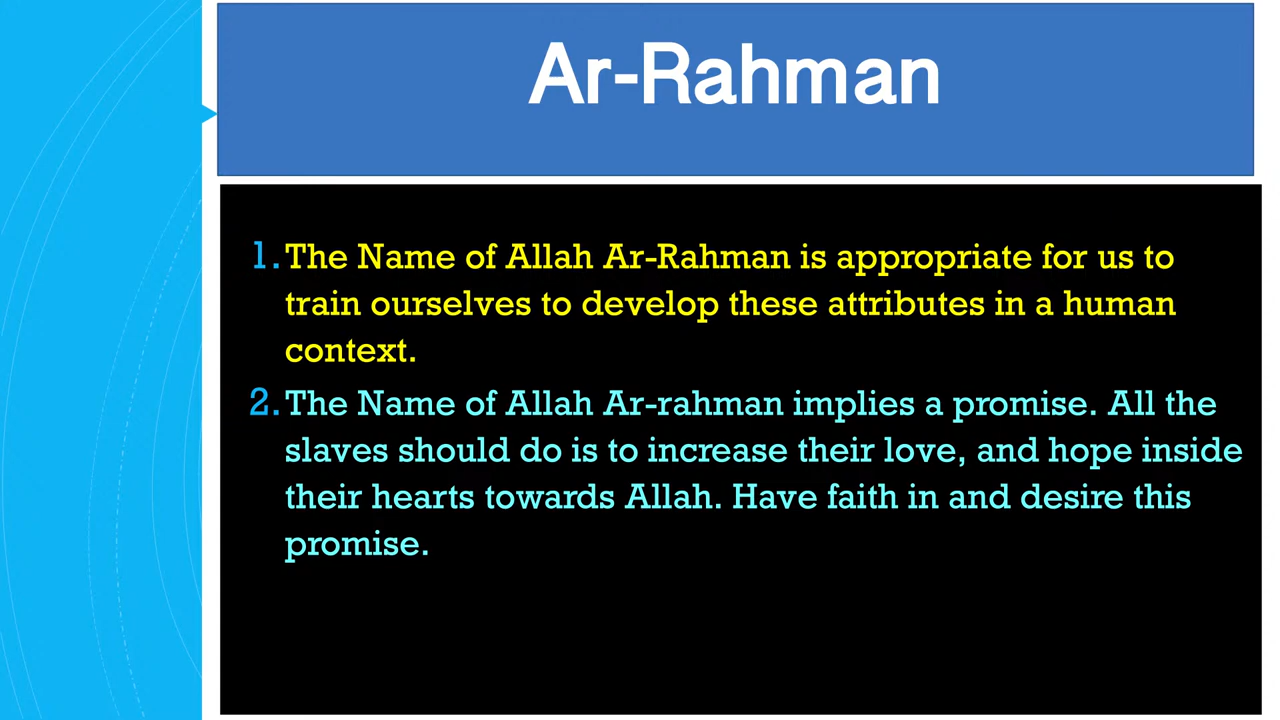 Ar-Rahman
1. The Name of Allah Ar-Rahman is appropriate for us to
train ourselves to develop these attributes in a human
context.
2. The Name of Allah Ar-rahman implies a promise. All the
slaves should do is to increase their love, and hope inside
their hearts towards Allah. Have faith in and desire this
promise.